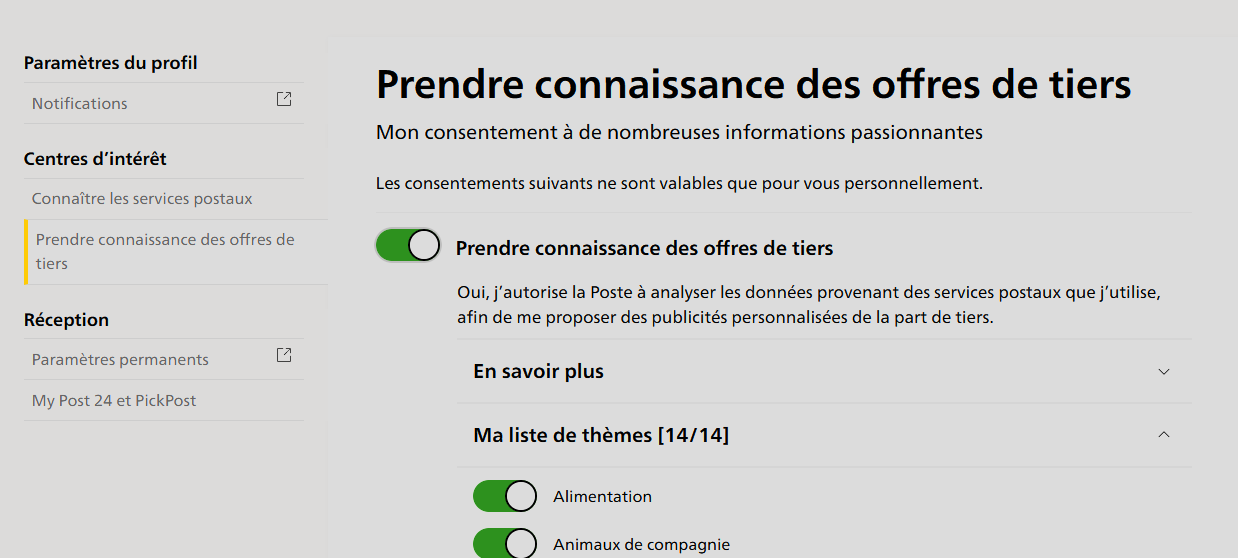 Paramètres du profil
Notifications
Centres d’intérêt
Connaître les services postaux
Prendre connaissance des offres de
tiers
Réception
Paramètres permanents
My Post 24 et PickPost
Prendre connaissance des offres de tiers
Mon consentement à de nombreuses informations passionnantes
Les consentements suivants ne sont valables que pour vous personnellement.
Prendre connaissance des offres de tiers
Oui, j’autorise la Poste à analyser les données provenant des services postaux que j’utilise,
afin de me proposer des publicités personnalisées de la part de tiers.
En savoir plus
Ma liste de thèmes [14/14]
Alimentation
Animaux de compagnie